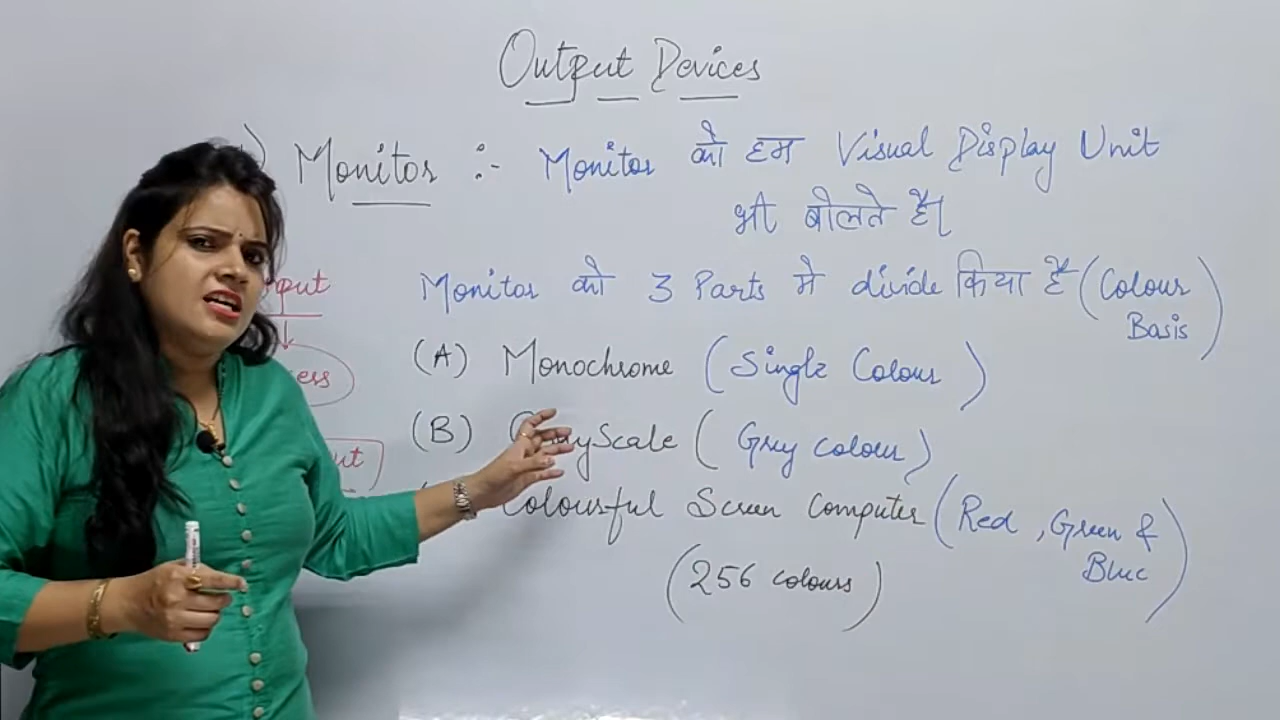 Output Devices
Monitor :- Monitor को हम Visual Display Unit
भी बोलते है।
Monitor को 3 Parts मे divide किया है (Colour
Basis)
(A) Monochrome (Single Colour)
(B) GrayScale (Grey colour)
Colourful Screen Computer (Red, Green &
Blue)
(256 colours)